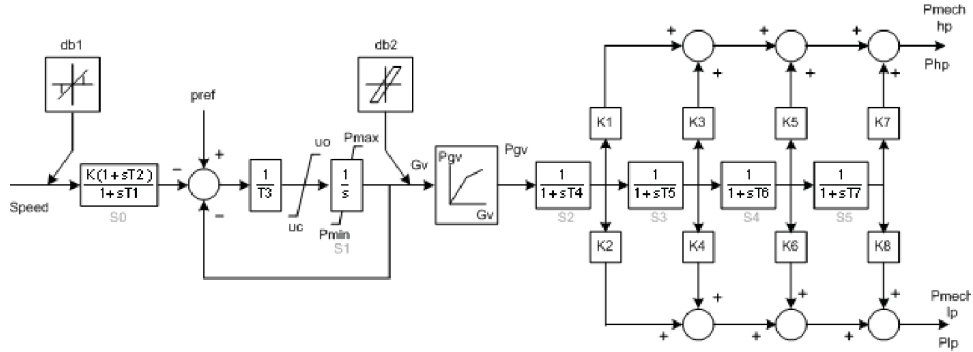 db1
db2
pref
Speed
K(1+sT2)
1+sT1
S0
+
−
−
1
T3
uo
uc
Pmax
1
s
Pmin
S1
Gv
Pgv
Gv
Pgv
1
1+sT4
S2
1
1+sT5
S3
1
1+sT6
S4
1
1+sT7
S5
K1
K3
K5
K7
K2
K4
K6
K8
+
+
+
+
+
+
+
+
+
+
+
+
Pmech
hp
Php
Pmech
lp
Plp